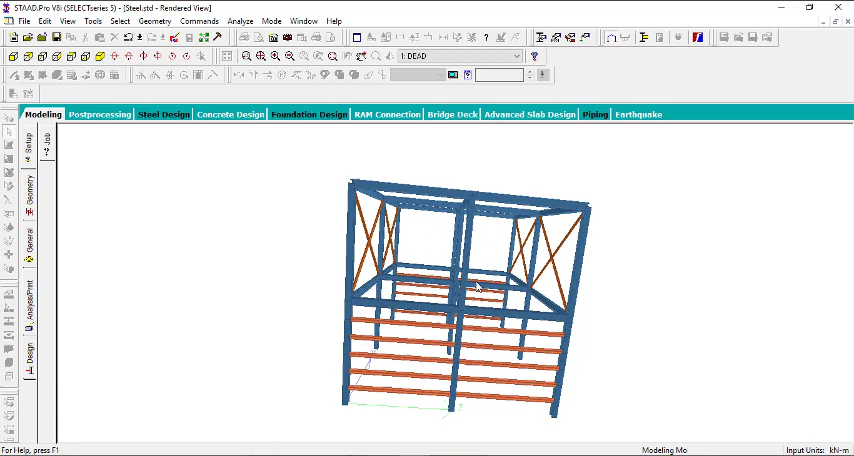 STAAD.Pro V8i (SELECTseries 5) - [Steel.std - Rendered View]
File Edit View Tools Select Geometry Commands Analyze Mode Window Help
1: DEAD
Modeling Postprocessing Steel Design Concrete Design Foundation Design RAM Connection Bridge Deck Advanced Slab Design Piping Earthquake
Job
Setup
Geometry
General
Analysis/Print
Design
For Help, press F1 Modeling Mo Input Units: kN-m